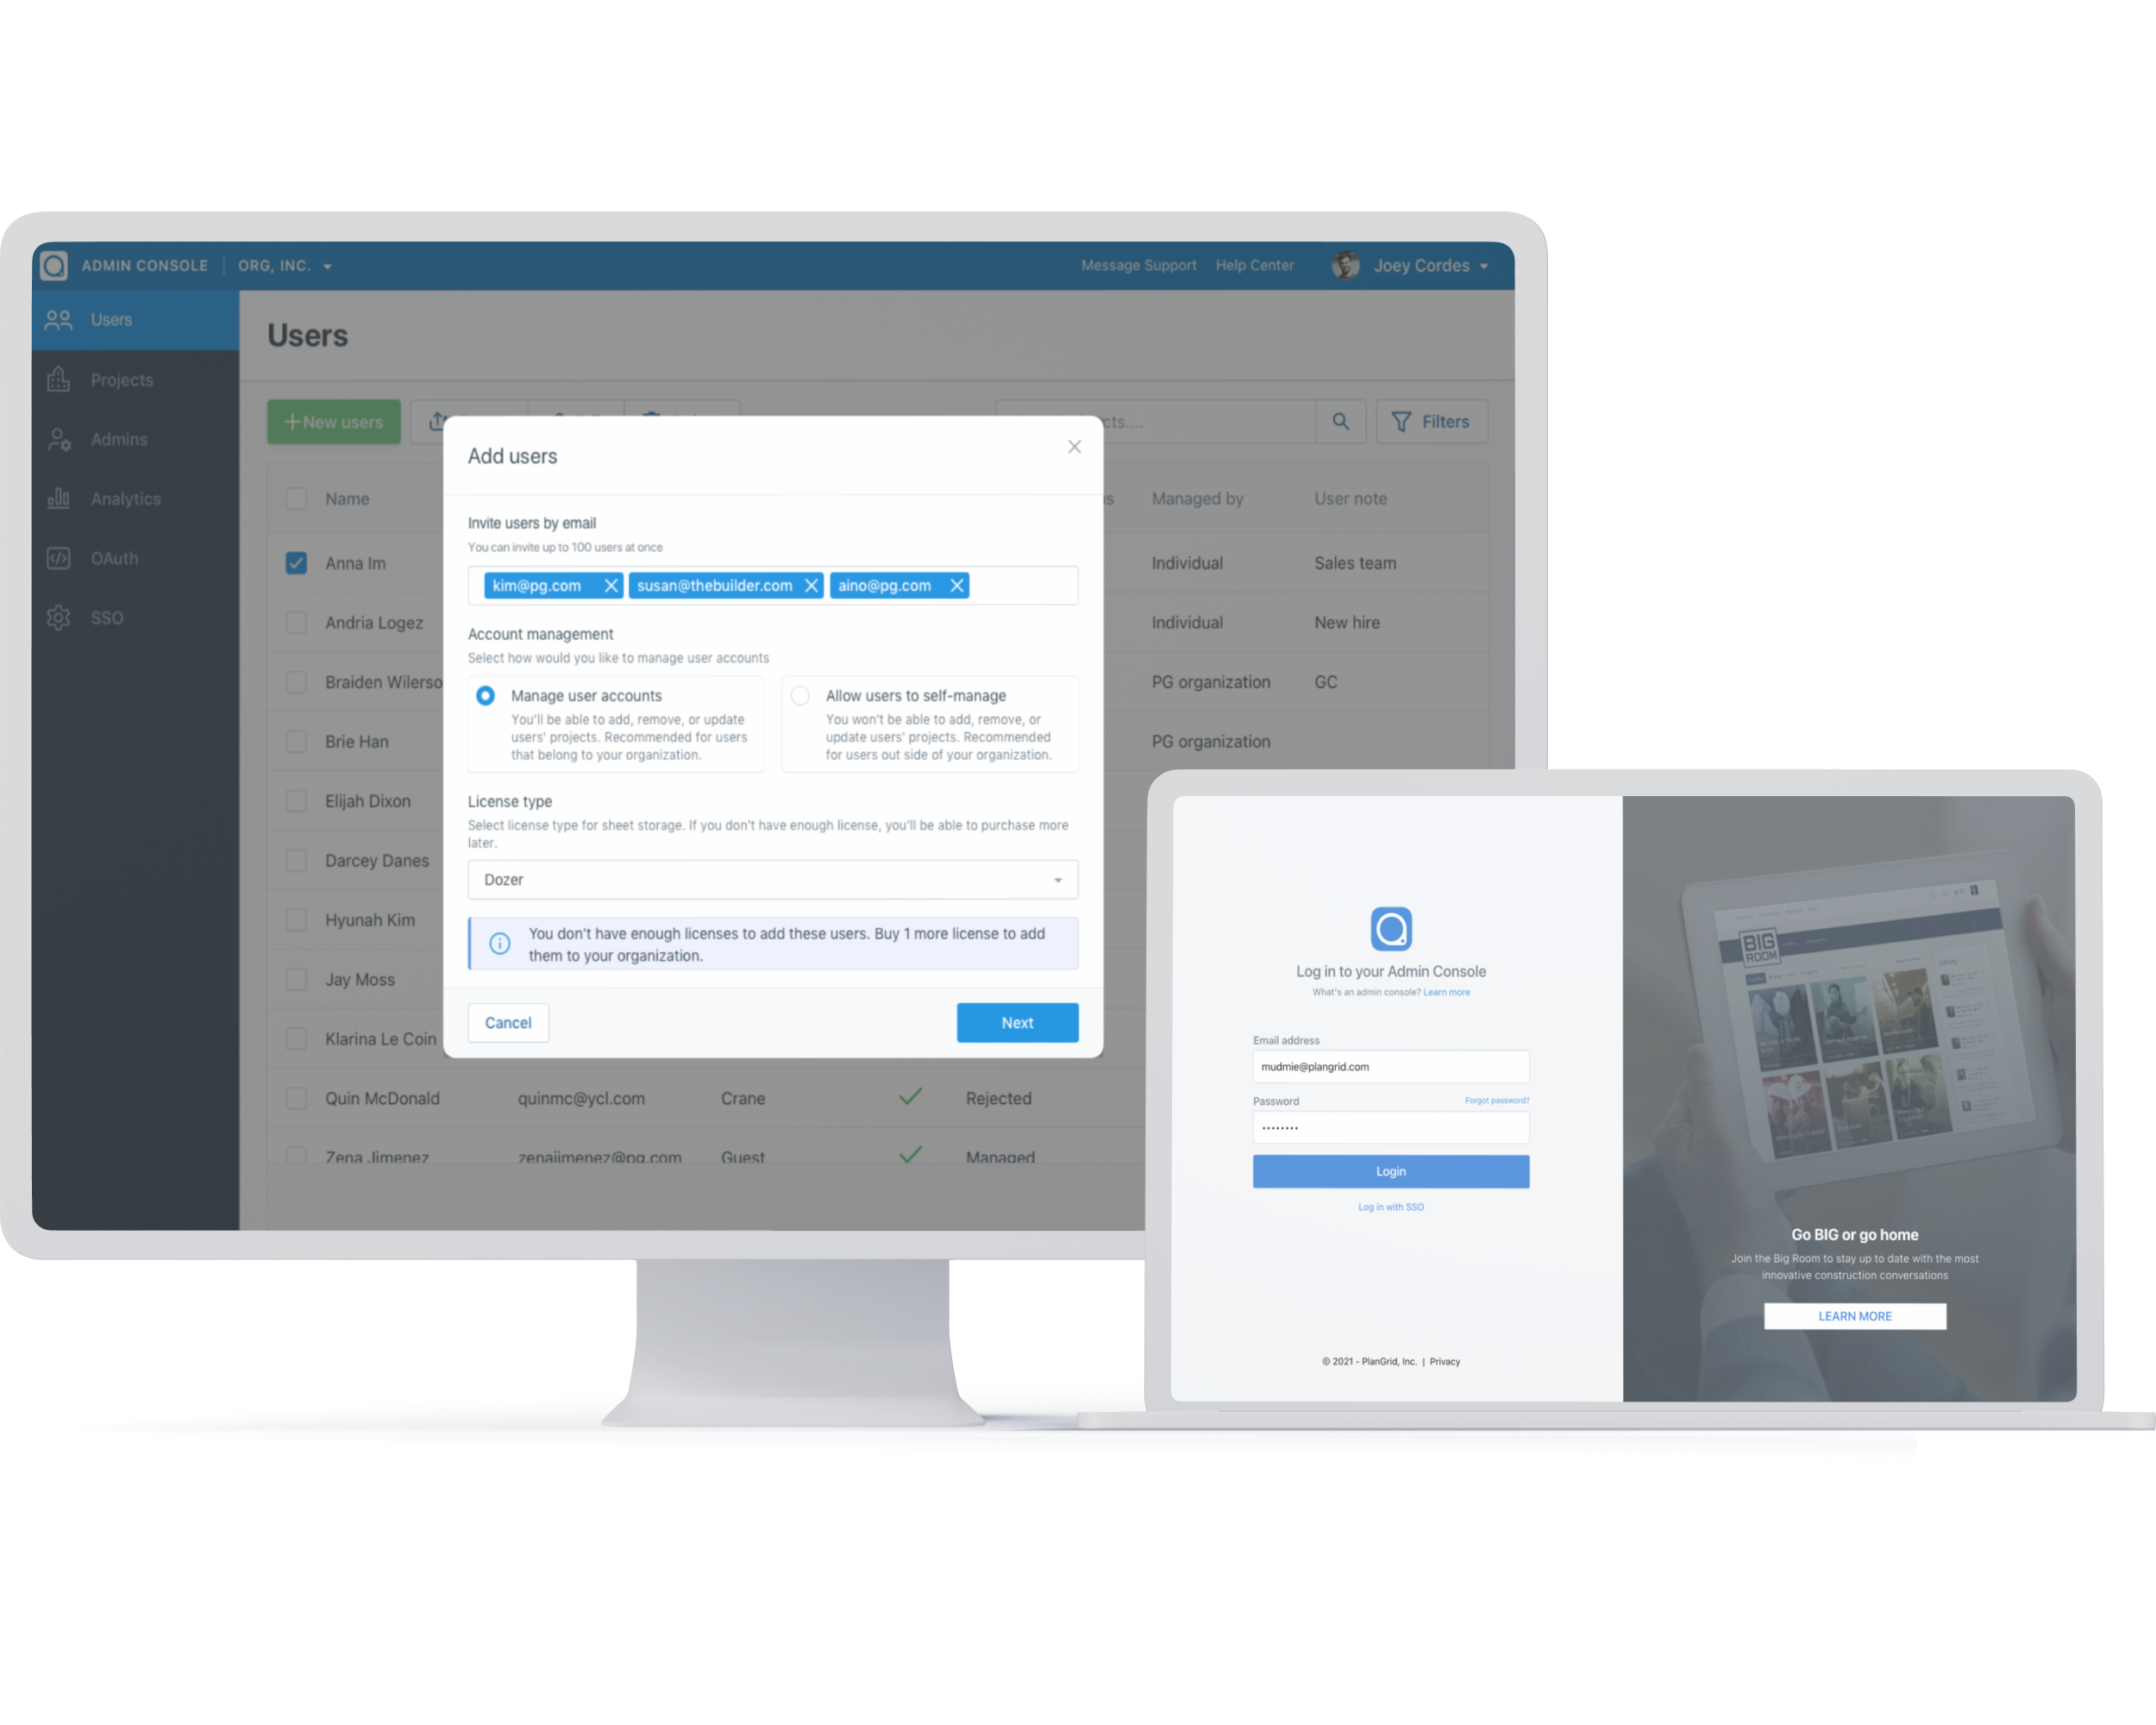 ADMIN CONSOLE
ORG, INC.
Message Support
Help Center
Joey Cordes
Users
Projects
Admins
Analytics
OAuth
SSO
Users
New users
Filters
Name
Managed by
User note
Anna Im
Individual
Sales team
Andria Logez
Individual
New hire
Braiden Wilerso
PG organization
GC
Brie Han
PG organization
Elijah Dixon
Darcey Danes
Hyunah Kim
Jay Moss
Klarina Le Coin
Quin McDonald
quinmc@ycl.com
Crane
Rejected
Zena Jimenez
zenajimenez@pg.com
Guest
Managed
Add users
Invite users by email
You can invite up to 100 users at once
kim@pg.com
susan@thebuilder.com
aino@pg.com
Account management
Select how would you like to manage user accounts
Manage user accounts
You'll be able to add, remove, or update
users' projects. Recommended for users
that belong to your organization.
Allow users to self-manage
You won't be able to add, remove, or
update users' projects. Recommended
for users out side of your organization.
License type
Select license type for sheet storage. If you don't have enough license, you'll be able to purchase more
later.
Dozer
You don't have enough licenses to add these users. Buy 1 more license to add
them to your organization.
Cancel
Next
Log in to your Admin Console
What's an admin console? Learn more
Email address
mudmie@plangrid.com
Password
Forgot password?
Login
Log in with SSO
© 2021 - PlanGrid, Inc. | Privacy
BIG
ROOM
Go BIG or go home
Join the Big Room to stay up to date with the most
innovative construction conversations
LEARN MORE